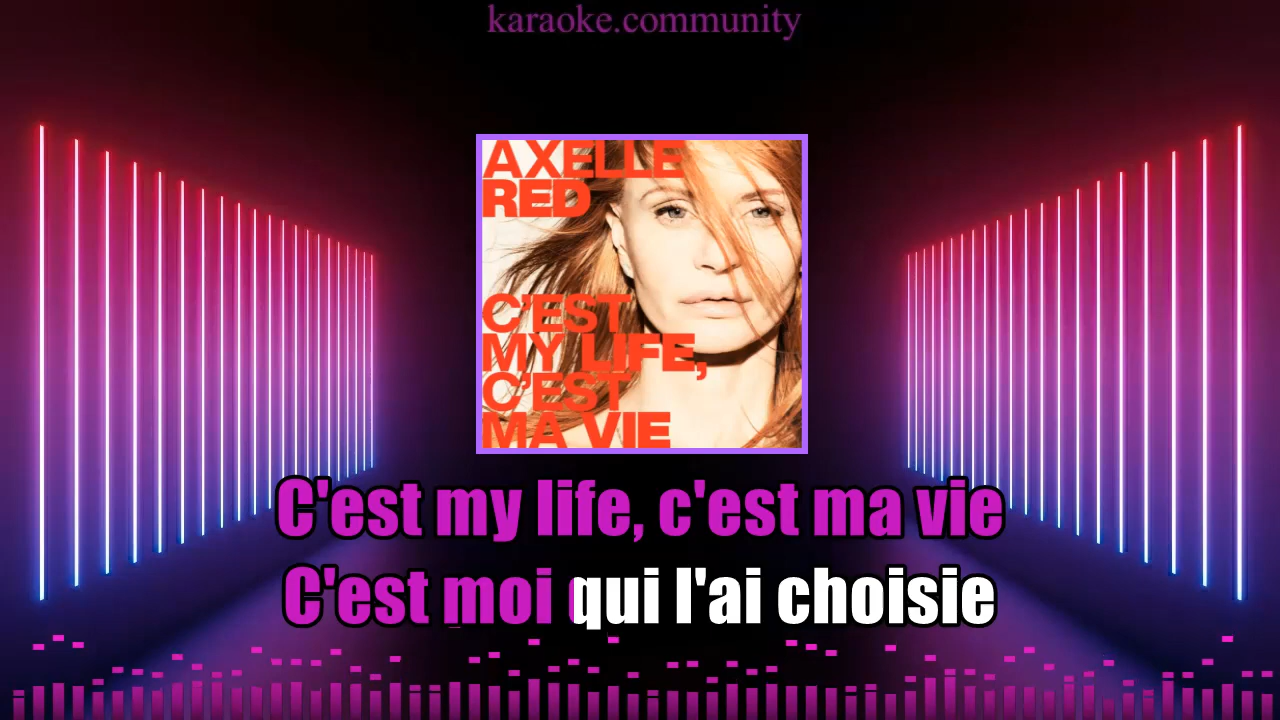 karaoke.community
AXELLE
RED
C'EST
MY LIFE,
C'EST
MA VIE
C'est my life, c'est ma vie
C'est moi qui l'ai choisie